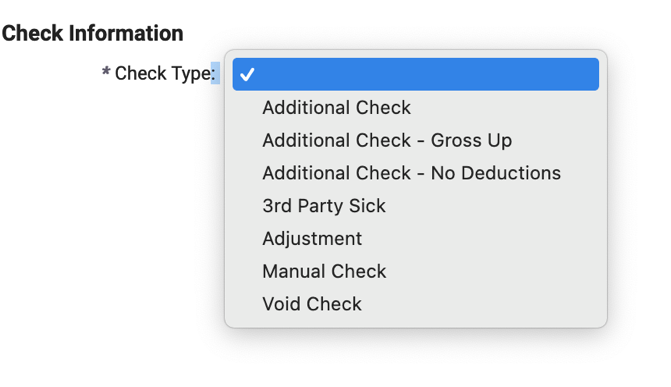 Check Information
* Check Type:
✓
Additional Check
Additional Check - Gross Up
Additional Check - No Deductions
3rd Party Sick
Adjustment
Manual Check
Void Check